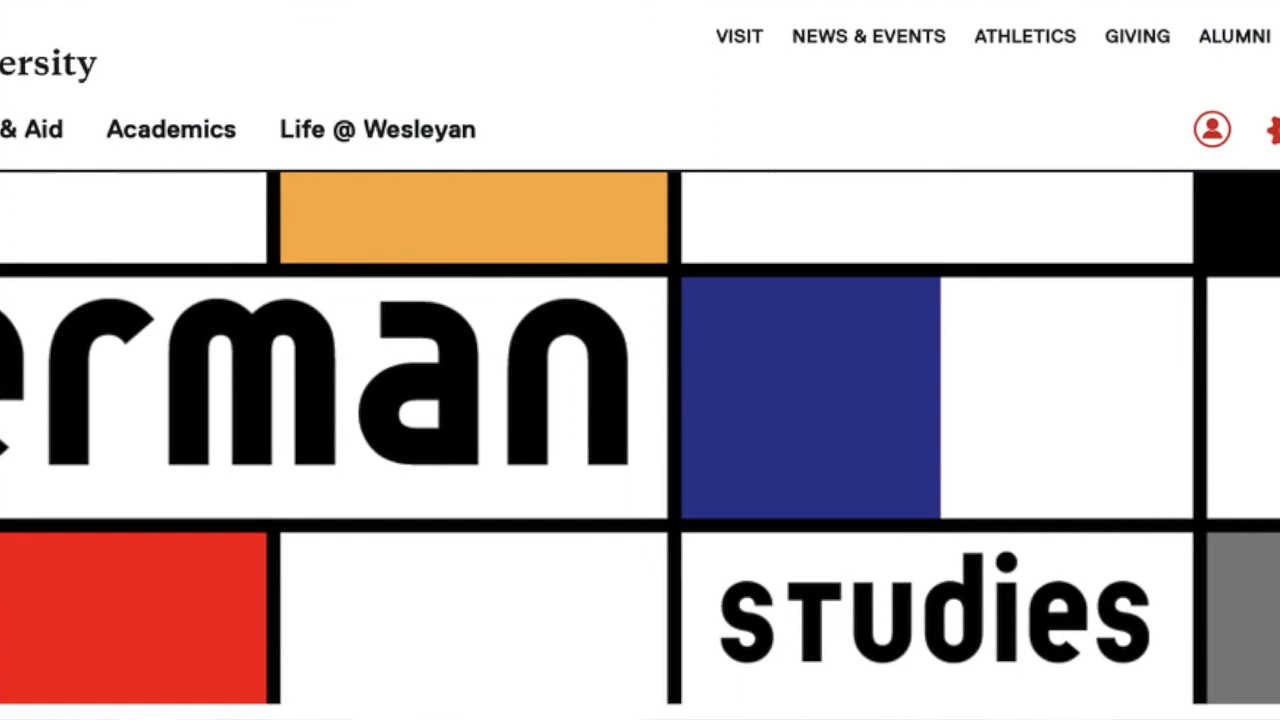 VISIT NEWS & EVENTS ATHLETICS GIVING ALUMNI
ersity
& Aid Academics Life @ Wesleyan
erman
studies